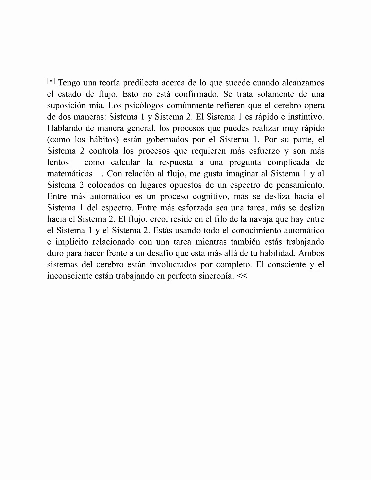 [*] Tengo una teoría predilecta acerca de lo que sucede cuando alcanzamos
el estado de flujo. Esto no está confirmado. Se trata solamente de una
suposición mía. Los psicólogos comúnmente refieren que el cerebro opera
de dos maneras: Sistema 1 y Sistema 2. El Sistema 1 es rápido e instintivo.
Hablando de manera general, los procesos que puedes realizar muy rápido
(como los hábitos) están gobernados por el Sistema 1. Por su parte, el
Sistema 2 controla los procesos que requieren más esfuerzo y son más
lentos —como calcular la respuesta a una pregunta complicada de
matemáticas—. Con relación al flujo, me gusta imaginar al Sistema 1 y al
Sistema 2 colocados en lugares opuestos de un espectro de pensamiento.
Entre más automático es un proceso cognitivo, mas se desliza hacia el
Sistema 1 del espectro. Entre más esforzada sea una tarea, más se desliza
hacia el Sistema 2. El flujo, creo, reside en el filo de la navaja que hay entre
el Sistema 1 y el Sistema 2. Estás usando todo el conocimiento automático
e implícito relacionado con una tarea mientras también estás trabajando
duro para hacer frente a un desafío que está más allá de tu habilidad. Ambos
sistemas del cerebro están involucrados por completo. El consciente y el
inconsciente están trabajando en perfecta sincronía. <<